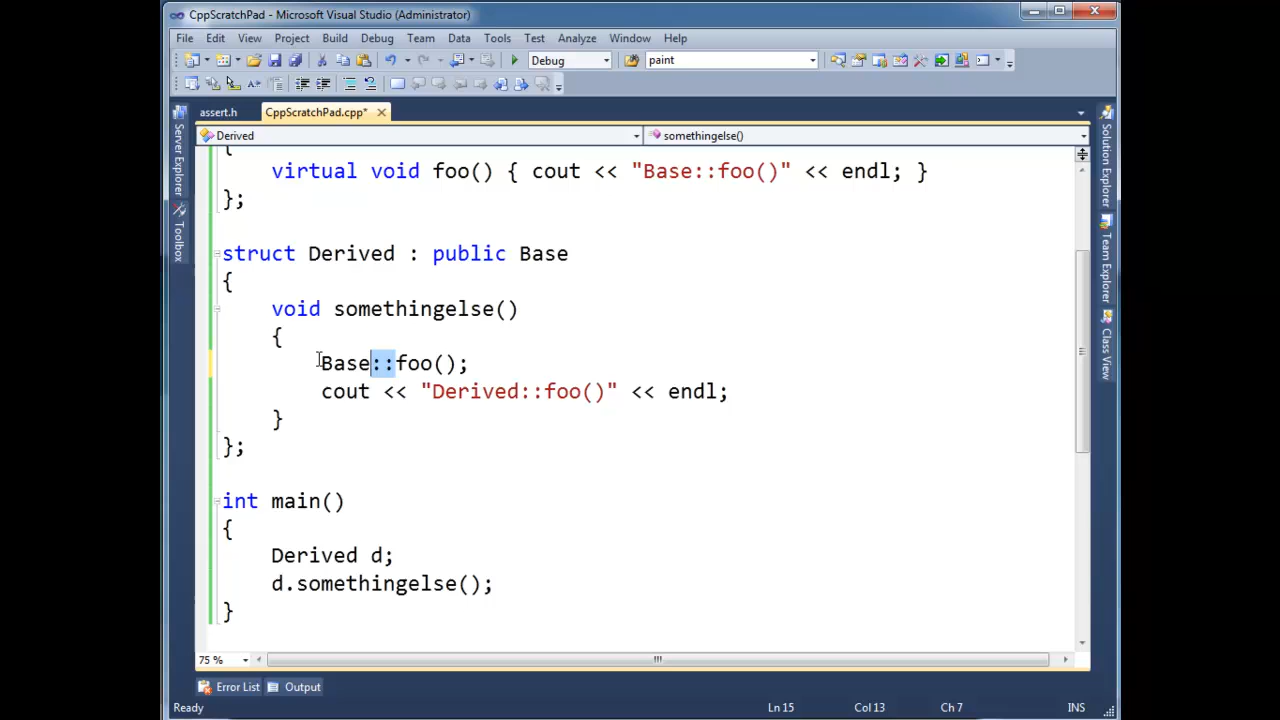 CppScratchPad - Microsoft Visual Studio (Administrator)
File Edit View Project Build Debug Team Data Tools Test Analyze Window Help
Debug paint
assert.h CppScratchPad.cpp*
Derived somethingelse()
Server Explorer
Toolbox
Solution Explorer
Team Explorer
Class View
{
virtual void foo() { cout << "Base::foo()" << endl; }
};
struct Derived : public Base
{
void somethingelse()
{
Base::foo();
cout << "Derived::foo()" << endl;
}
};
int main()
{
Derived d;
d.somethingelse();
}
75 %
Error List Output
Ready Ln 15 Col 13 Ch 7 INS